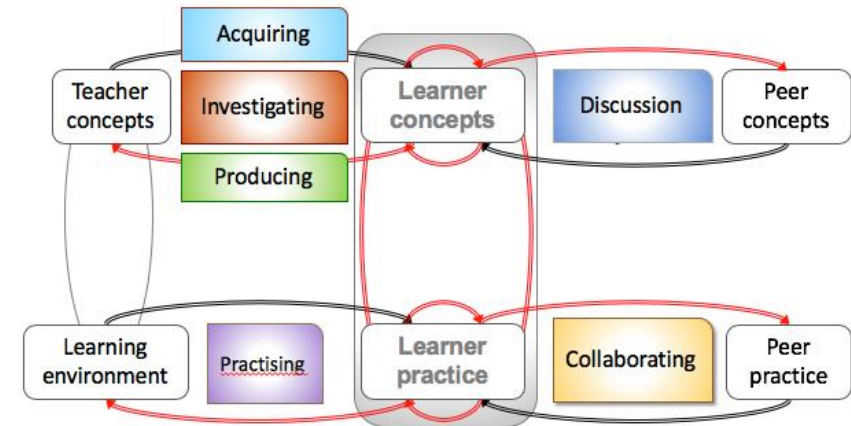 Acquiring
Teacher
concepts
Investigating
Learner
concepts
Discussion
Peer
concepts
Producing
Learning
environment
Practising
Learner
practice
Collaborating
Peer
practice